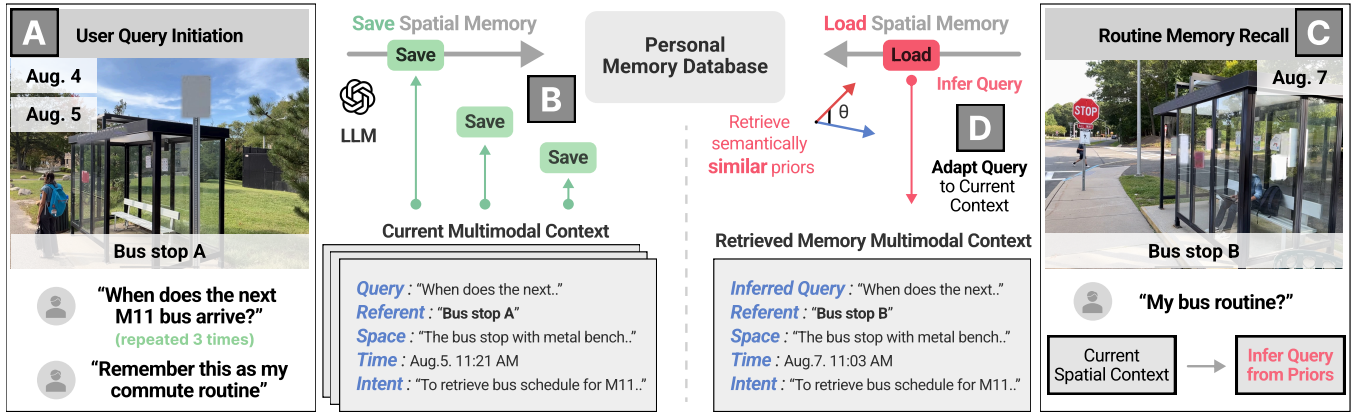 A
User Query Initiation
Aug. 4
Aug. 5
Bus stop A
“When does the next
M11 bus arrive?”
(repeated 3 times)
“Remember this as my
commute routine”
Save Spatial Memory
Save
LLM
B
Save
Save
Current Multimodal Context
Query : “When does the next..”
Referent : “Bus stop A”
Space : “The bus stop with metal bench..”
Time : Aug.5. 11:21 AM
Intent : “To retrieve bus schedule for M11..”
Personal
Memory Database
Load Spatial Memory
Load
Infer Query
θ
Retrieve
semantically
similar priors
D
Adapt Query
to Current
Context
Retrieved Memory Multimodal Context
Inferred Query : “When does the next..”
Referent : “Bus stop B”
Space : “The bus stop with metal bench..”
Time : Aug.7. 11:03 AM
Intent : “To retrieve bus schedule for M11..”
Routine Memory Recall
C
Aug. 7
STOP
Bus stop B
“My bus routine?”
Current
Spatial Context
Infer Query
from Priors